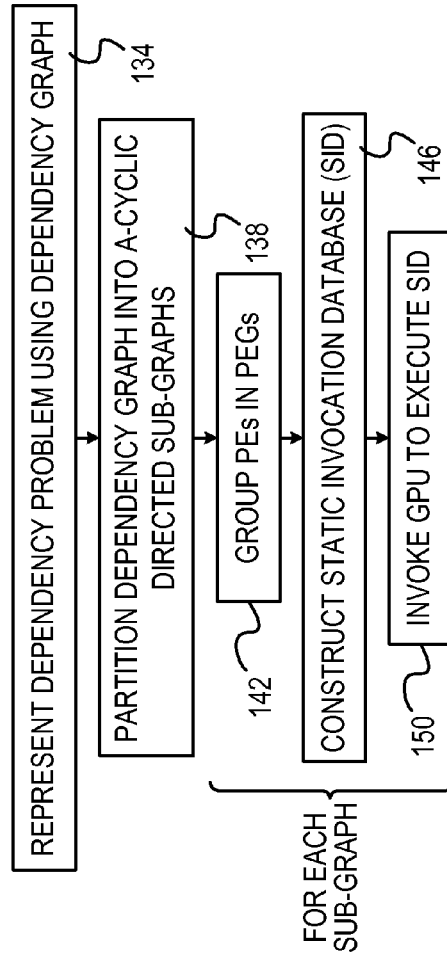 REPRESENT DEPENDENCY PROBLEM USING DEPENDENCY GRAPH
134
PARTITION DEPENDENCY GRAPH INTO A-CYCLIC
DIRECTED SUB-GRAPHS
138
FOR EACH
SUB-GRAPH
GROUP PEs IN PEGs
142
CONSTRUCT STATIC INVOCATION DATABASE (SID)
146
INVOKE GPU TO EXECUTE SID
150